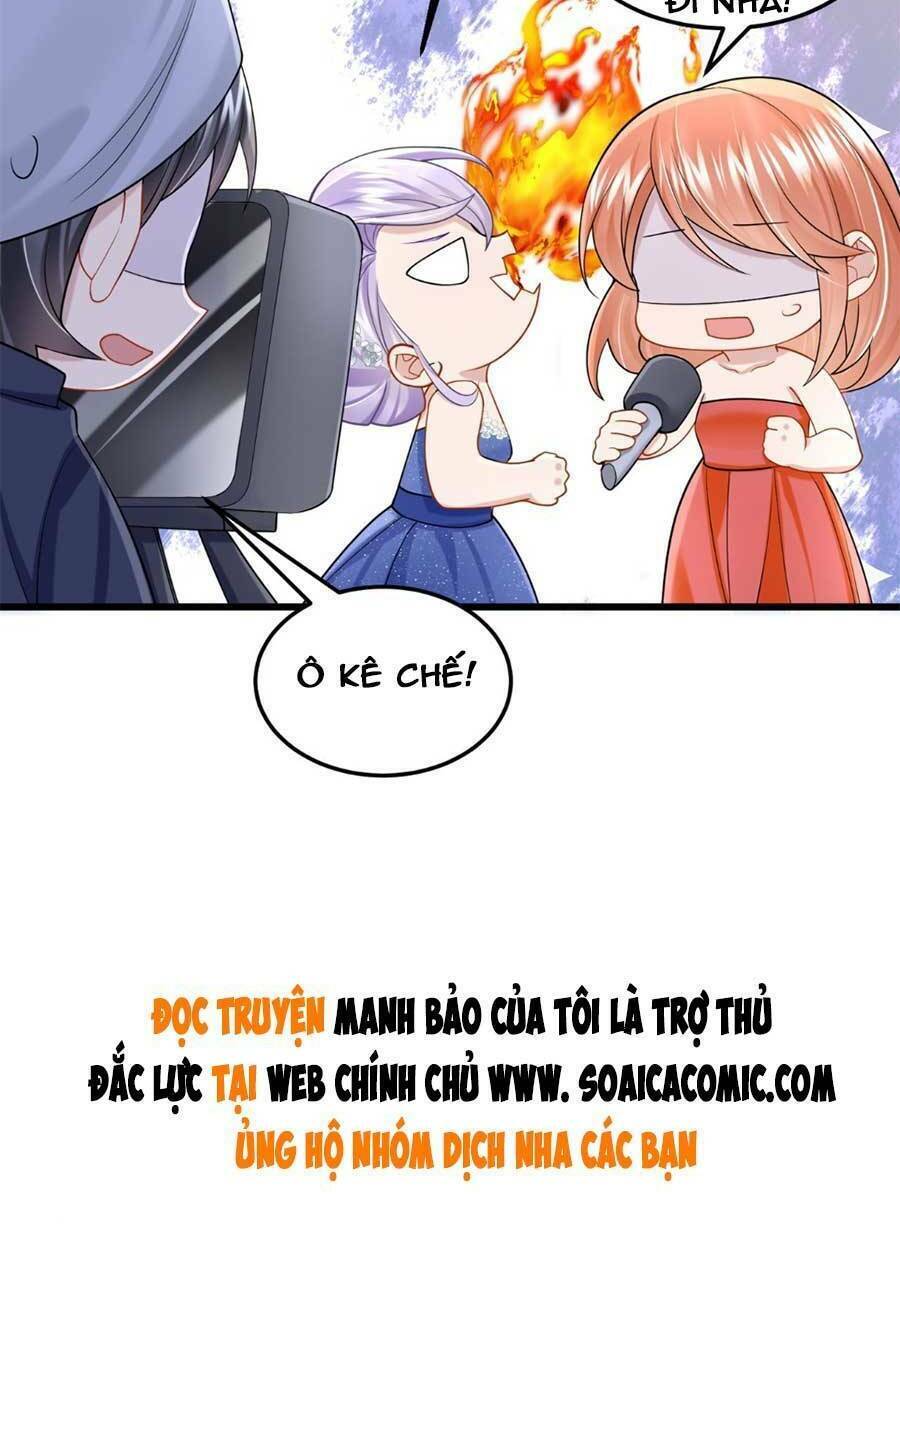 ĐI NHA!
Ô KÊ CHẾ!
ĐỌC TRUYỆN MANH BẢO CỦA TÔI LÀ TRỢ THỦ
ĐẮC LỰC TẠI WEB CHÍNH CHỦ WWW. SOAICACOMIC.COM
ỦNG HỘ NHÓM DỊCH NHA CÁC BẠN